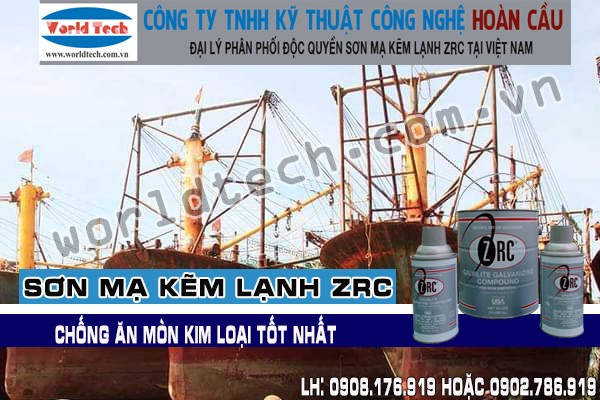 World Tech
www.worldtech.com.vn
CÔNG TY TNHH KỸ THUẬT CÔNG NGHỆ HOÀN CẦU
ĐẠI LÝ PHÂN PHỐI ĐỘC QUYỀN SƠN MẠ KẼM LẠNH ZRC TẠI VIỆT NAM
worldtech.com.vn
ZRC
GALVILITE GALVANIZING
COMPOUND
USA
ZRC
ZRC
SƠN MẠ KẼM LẠNH ZRC
CHỐNG ĂN MÒN KIM LOẠI TỐT NHẤT
LH: 0908.176.919 HOẶC 0902.786.919